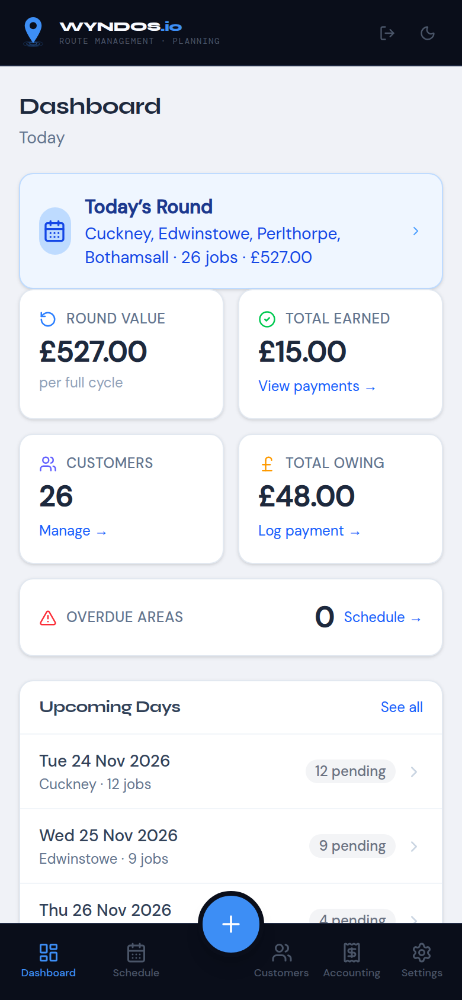 WYNDOS.io
ROUTE MANAGEMENT · PLANNING
Dashboard
Today
Today’s Round
Cuckney, Edwinstowe, Perlthorpe,
Bothamsall · 26 jobs · £527.00
ROUND VALUE
£527.00
per full cycle
TOTAL EARNED
£15.00
View payments →
CUSTOMERS
26
Manage →
TOTAL OWING
£48.00
Log payment →
OVERDUE AREAS
0 Schedule →
Upcoming Days
See all
Tue 24 Nov 2026
Cuckney · 12 jobs
12 pending
Wed 25 Nov 2026
Edwinstowe · 9 jobs
9 pending
Thu 26 Nov 2026
4 pending
Dashboard
Schedule
Customers
Accounting
Settings